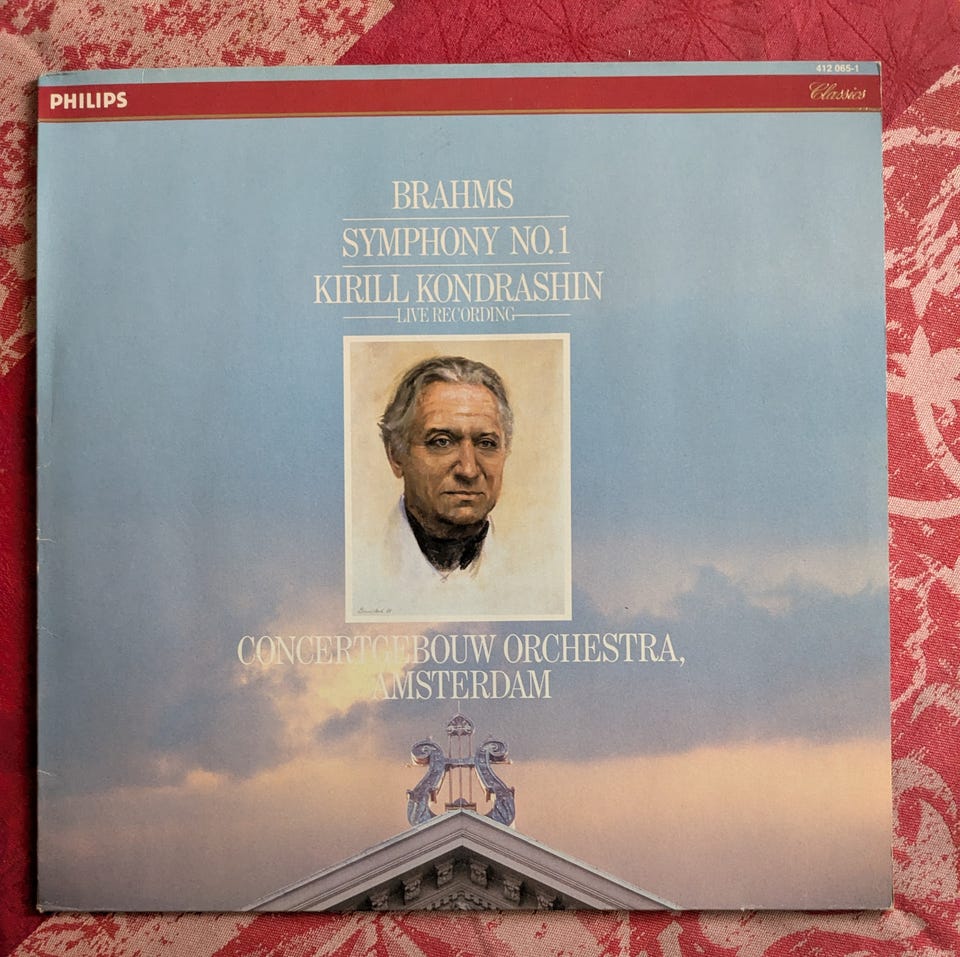 412 065-1
PHILIPS
Classics
BRAHMS
SYMPHONY NO.1
KIRILL KONDRASHIN
LIVE RECORDING
CONCERTGEBOUW ORCHESTRA,
AMSTERDAM